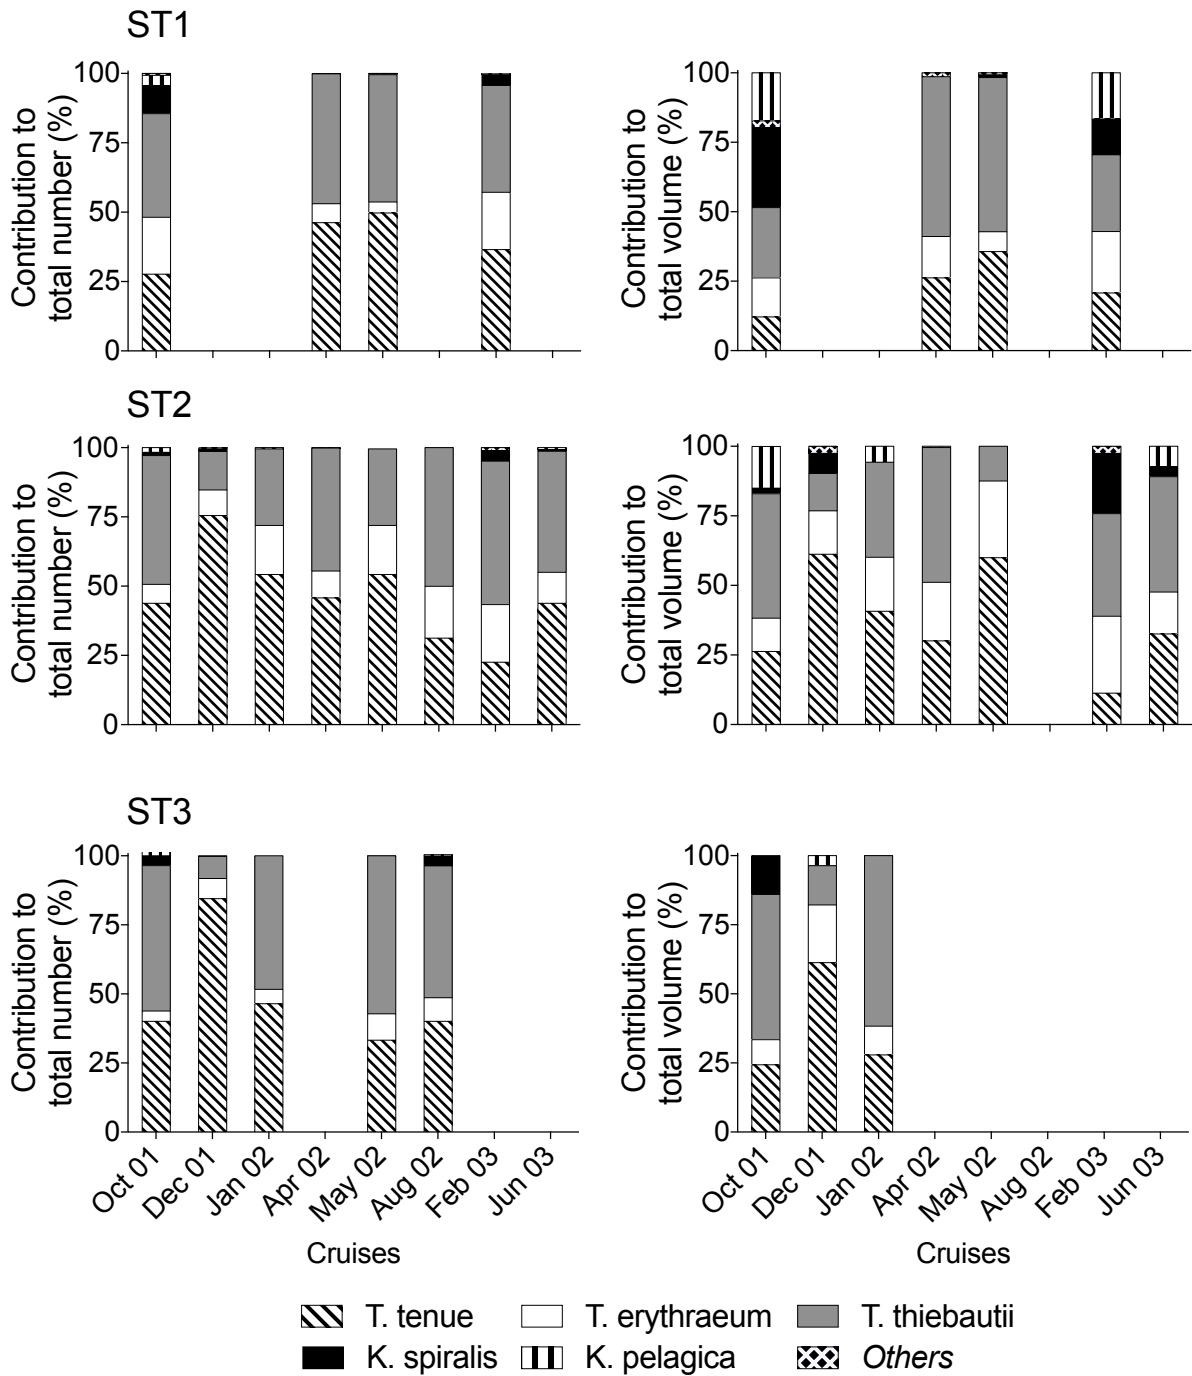 ST1
Contribution to
total number (%)
100
75
50
25
0
Contribution to
total volume (%)
100
75
50
25
0
ST2
Contribution to
total number (%)
100
75
50
25
0
Contribution to
total volume (%)
100
75
50
25
0
ST3
Contribution to
total number (%)
100
75
50
25
0
Oct 01
Dec 01
Jan 02
Apr 02
May 02
Aug 02
Feb 03
Jun 03
Cruises
Contribution to
total volume (%)
100
75
50
25
0
Oct 01
Dec 01
Jan 02
Apr 02
May 02
Aug 02
Feb 03
Jun 03
Cruises
T. tenue T. erythraeum T. thiebautii
K. spiralis K. pelagica Others